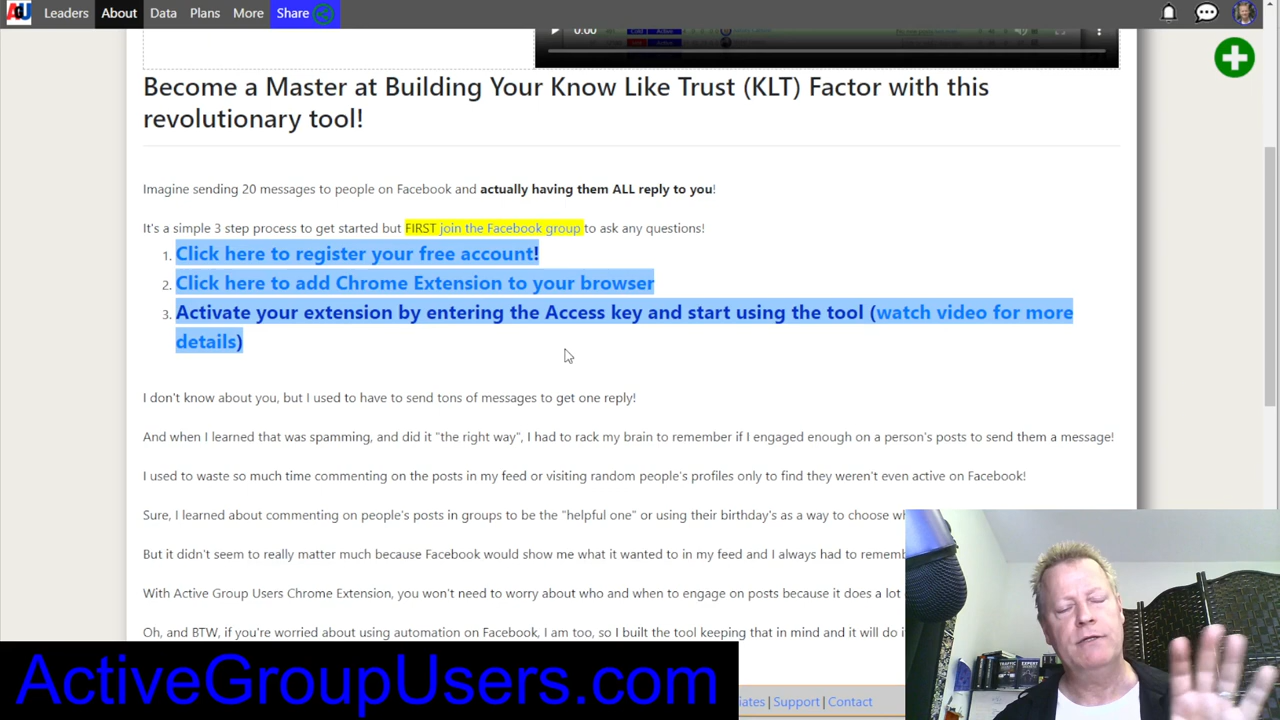 AGU Leaders About Data Plans More Share
0:00
Become a Master at Building Your Know Like Trust (KLT) Factor with this
revolutionary tool!
Imagine sending 20 messages to people on Facebook and actually having them ALL reply to you!
It's a simple 3 step process to get started but FIRST join the Facebook group to ask any questions!
1. Click here to register your free account!
2. Click here to add Chrome Extension to your browser
3. Activate your extension by entering the Access key and start using the tool (watch video for more
details)
I don't know about you, but I used to have to send tons of messages to get one reply!
And when I learned that was spamming, and did it "the right way", I had to rack my brain to remember if I engaged enough on a person's posts to send them a message!
I used to waste so much time commenting on the posts in my feed or visiting random people's profiles only to find they weren't even active on Facebook!
Sure, I learned about commenting on people's posts in groups to be the "helpful one" or using their birthday's as a way to choose
But it didn't seem to really matter much because Facebook would show me what it wanted to in my feed and I always had to
With Active Group Users Chrome Extension, you won't need to worry about who and when to engage on posts because it does a lot
Oh, and BTW, if you're worried about using automation on Facebook, I am too, so I built the tool keeping that in mind and it will do
ActiveGroupUsers.com
| Support | Contact
TRAFFIC
EXPERT